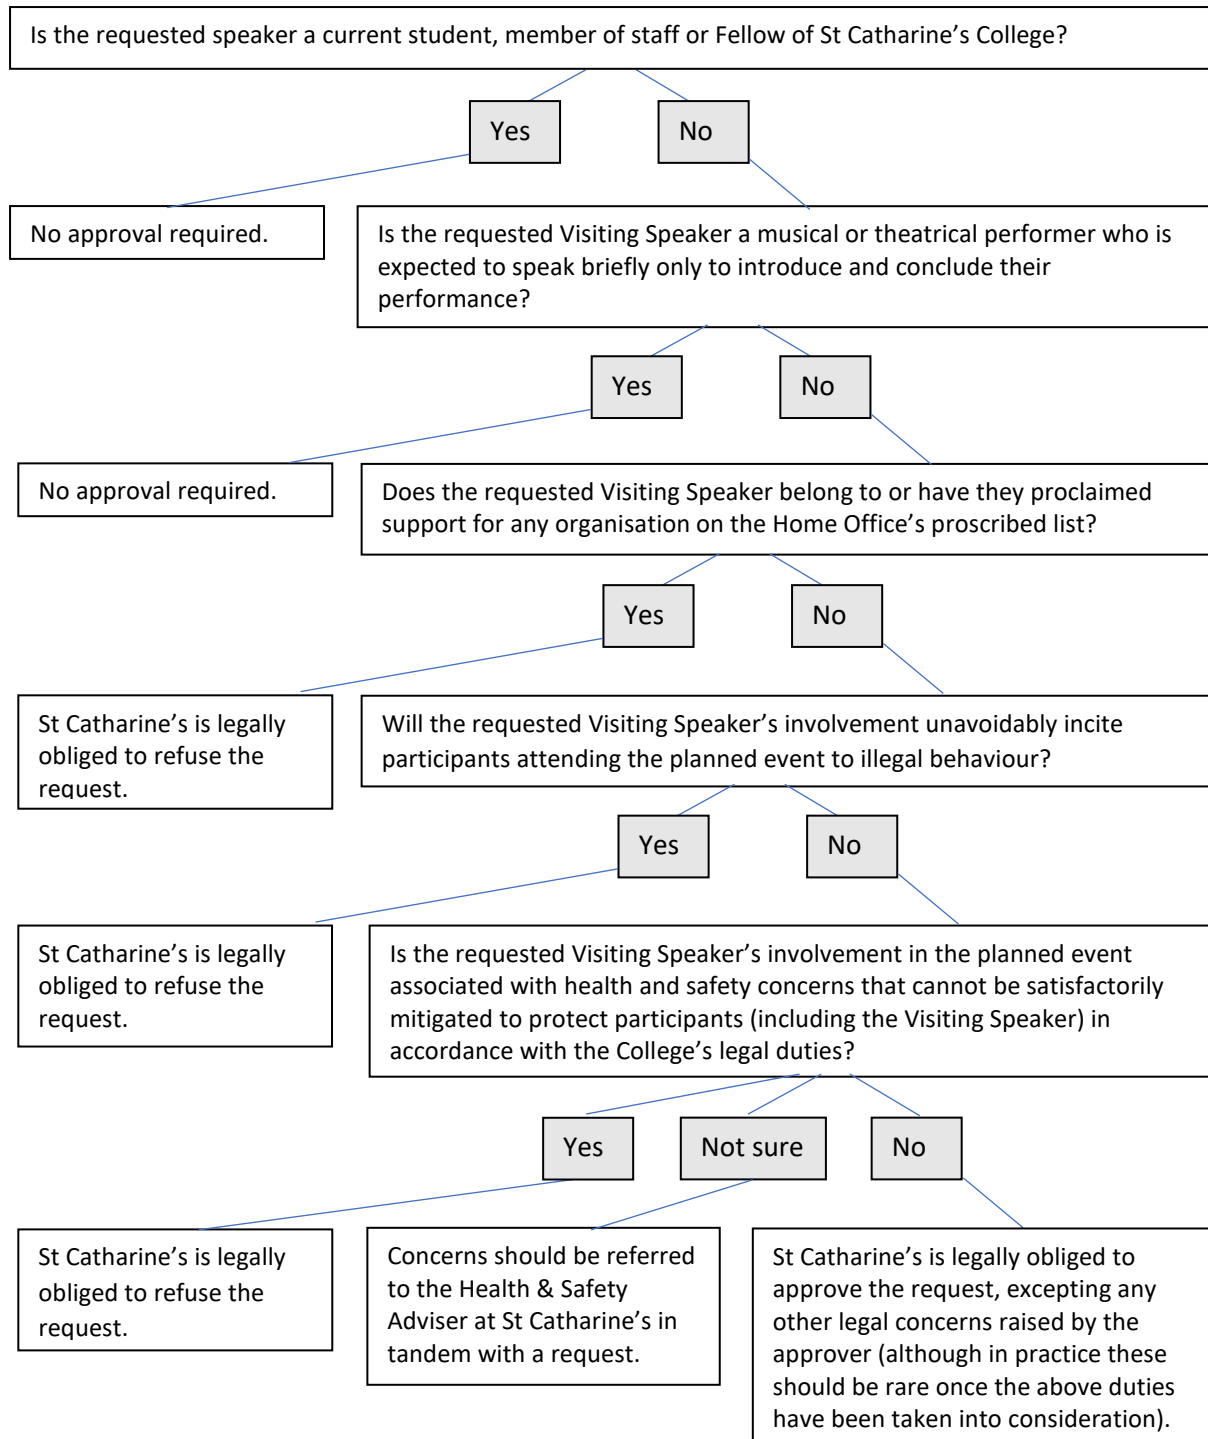 Is the requested speaker a current student, member of staff or Fellow of St Catharine’s College?
Yes
No
No approval required.
Is the requested Visiting Speaker a musical or theatrical performer who is
expected to speak briefly only to introduce and conclude their
performance?
Yes
No
No approval required.
Does the requested Visiting Speaker belong to or have they proclaimed
support for any organisation on the Home Office’s proscribed list?
Yes
No
St Catharine’s is legally
obliged to refuse the
request.
Will the requested Visiting Speaker’s involvement unavoidably incite
participants attending the planned event to illegal behaviour?
Yes
No
St Catharine’s is legally
obliged to refuse the
request.
Is the requested Visiting Speaker’s involvement in the planned event
associated with health and safety concerns that cannot be satisfactorily
mitigated to protect participants (including the Visiting Speaker) in
accordance with the College’s legal duties?
Yes
Not sure
No
St Catharine’s is legally
obliged to refuse the
request.
Concerns should be referred
to the Health & Safety
Adviser at St Catharine’s in
tandem with a request.
St Catharine’s is legally obliged to
approve the request, excepting any
other legal concerns raised by the
approver (although in practice these
should be rare once the above duties
have been taken into consideration).